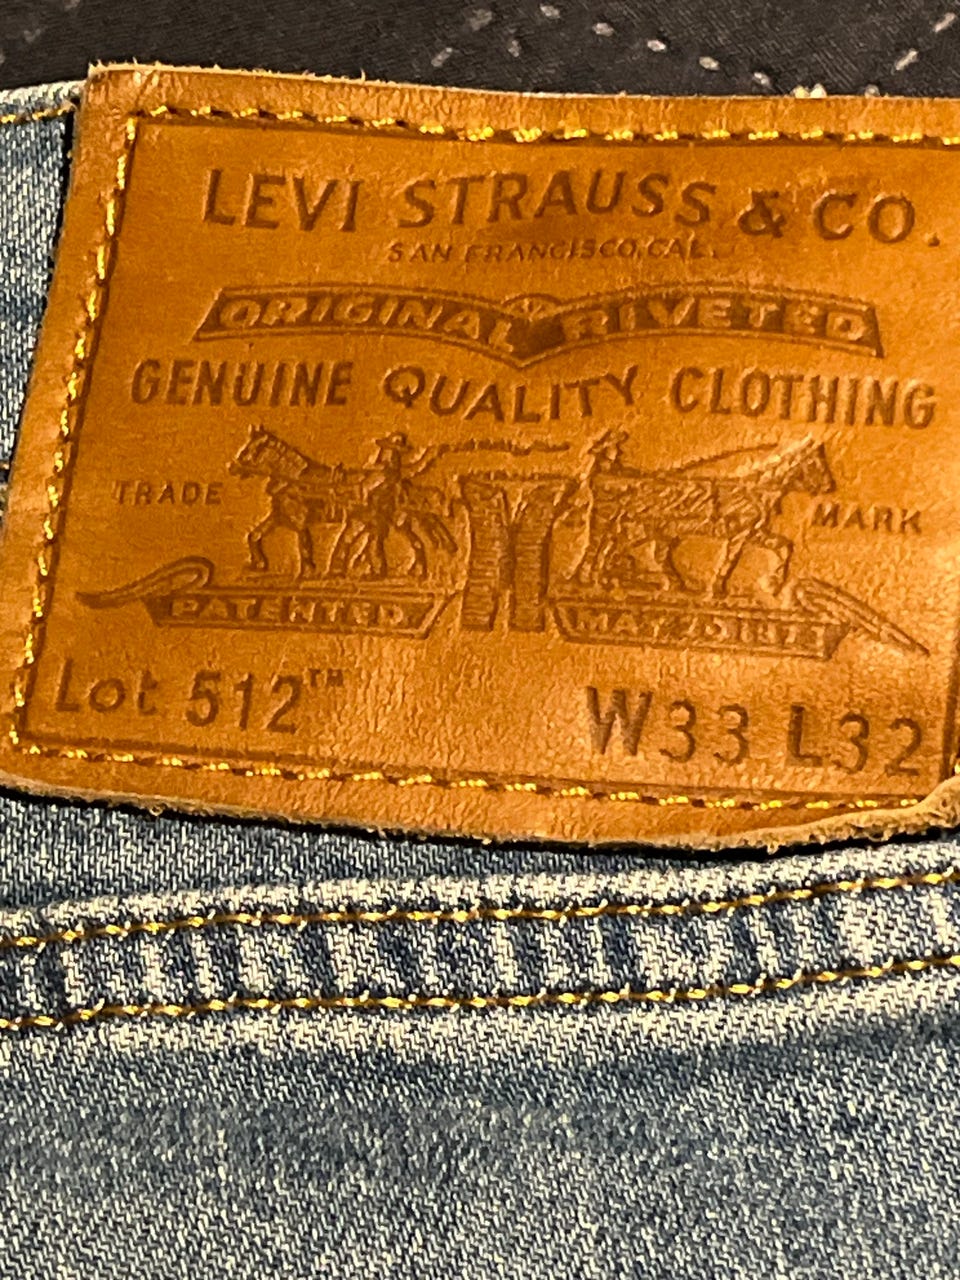 LEVI STRAUSS & CO.
SAN FRANCISCO, CAL.
ORIGINAL RIVETED
GENUINE QUALITY CLOTHING
TRADE MARK
PATENTED MAY 20 1873
Lot 512™ W33 L32